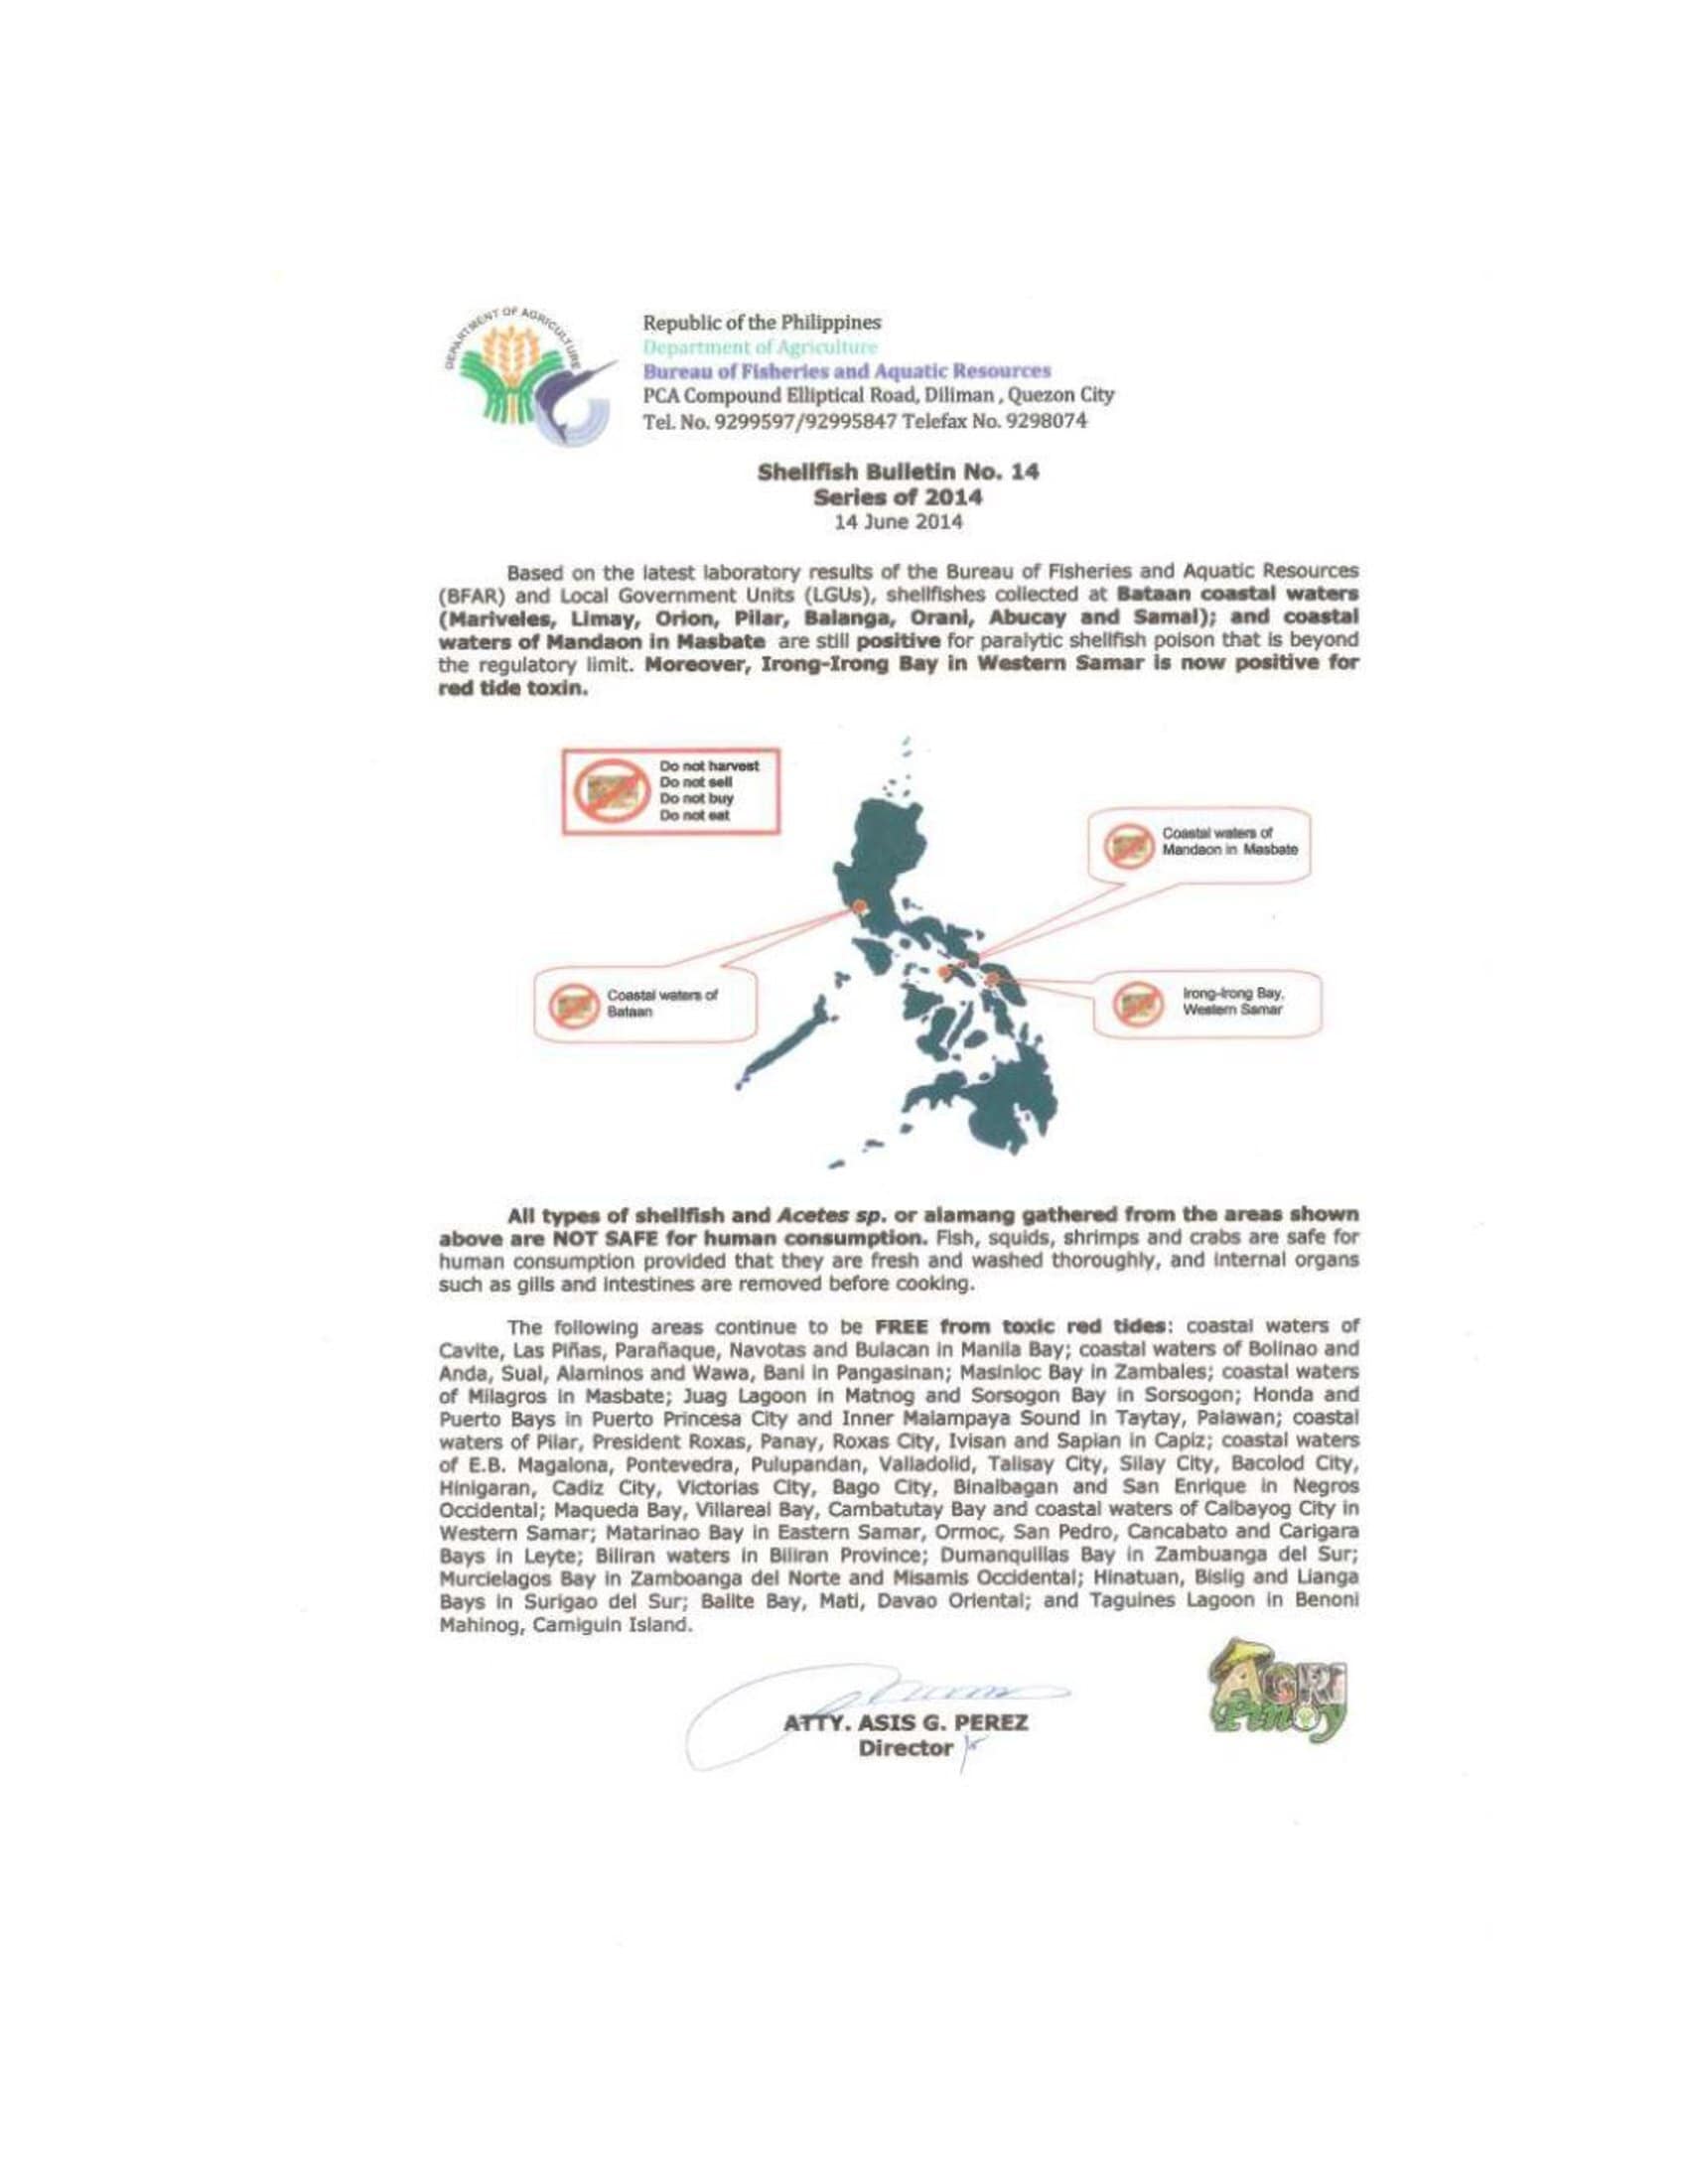 DEPARTMENT OF AGRICULTURE
Republic of the Philippines
Department of Agriculture
Bureau of Fisheries and Aquatic Resources
PCA Compound Elliptical Road, Diliman , Quezon City
Tel. No. 9299597/92995847 Telefax No. 9298074
Shellfish Bulletin No. 14
Series of 2014
14 June 2014
Based on the latest laboratory results of the Bureau of Fisheries and Aquatic Resources
(BFAR) and Local Government Units (LGUs), shellfishes collected at Bataan coastal waters
(Mariveles, Limay, Orion, Pilar, Balanga, Orani, Abucay and Samal); and coastal
waters of Mandaon in Masbate are still positive for paralytic shellfish poison that is beyond
the regulatory limit. Moreover, Irong-Irong Bay in Western Samar is now positive for
red tide toxin.
Do not harvest
Do not sell
Do not buy
Do not eat
Coastal waters of
Mandaon in Masbate
Coastal waters of
Bataan
Irong-Irong Bay,
Western Samar
All types of shellfish and Acetes sp. or alamang gathered from the areas shown
above are NOT SAFE for human consumption. Fish, squids, shrimps and crabs are safe for
human consumption provided that they are fresh and washed thoroughly, and internal organs
such as gills and intestines are removed before cooking.
The following areas continue to be FREE from toxic red tides: coastal waters of
Cavite, Las Piñas, Parañaque, Navotas and Bulacan in Manila Bay; coastal waters of Bolinao and
Anda, Sual, Alaminos and Wawa, Bani in Pangasinan; Masinloc Bay in Zambales; coastal waters
of Milagros in Masbate; Juag Lagoon in Matnog and Sorsogon Bay in Sorsogon; Honda and
Puerto Bays in Puerto Princesa City and Inner Malampaya Sound in Taytay, Palawan; coastal
waters of Pilar, President Roxas, Panay, Roxas City, Ivisan and Sapian in Capiz; coastal waters
of E.B. Magalona, Pontevedra, Pulupandan, Valladolid, Talisay City, Silay City, Bacolod City,
Hinigaran, Cadiz City, Victorias City, Bago City, Binalbagan and San Enrique in Negros
Occidental; Maqueda Bay, Villareal Bay, Cambatutay Bay and coastal waters of Calbayog City in
Western Samar; Matarinao Bay in Eastern Samar, Ormoc, San Pedro, Cancabato and Carigara
Bays in Leyte; Biliran waters in Biliran Province; Dumanquillas Bay in Zambuanga del Sur;
Murcielagos Bay in Zamboanga del Norte and Misamis Occidental; Hinatuan, Bislig and Lianga
Bays in Surigao del Sur; Balite Bay, Mati, Davao Oriental; and Taguines Lagoon in Benoni
Mahinog, Camiguin Island.
ATTY. ASIS G. PEREZ
Director
AGRI
Pinoy